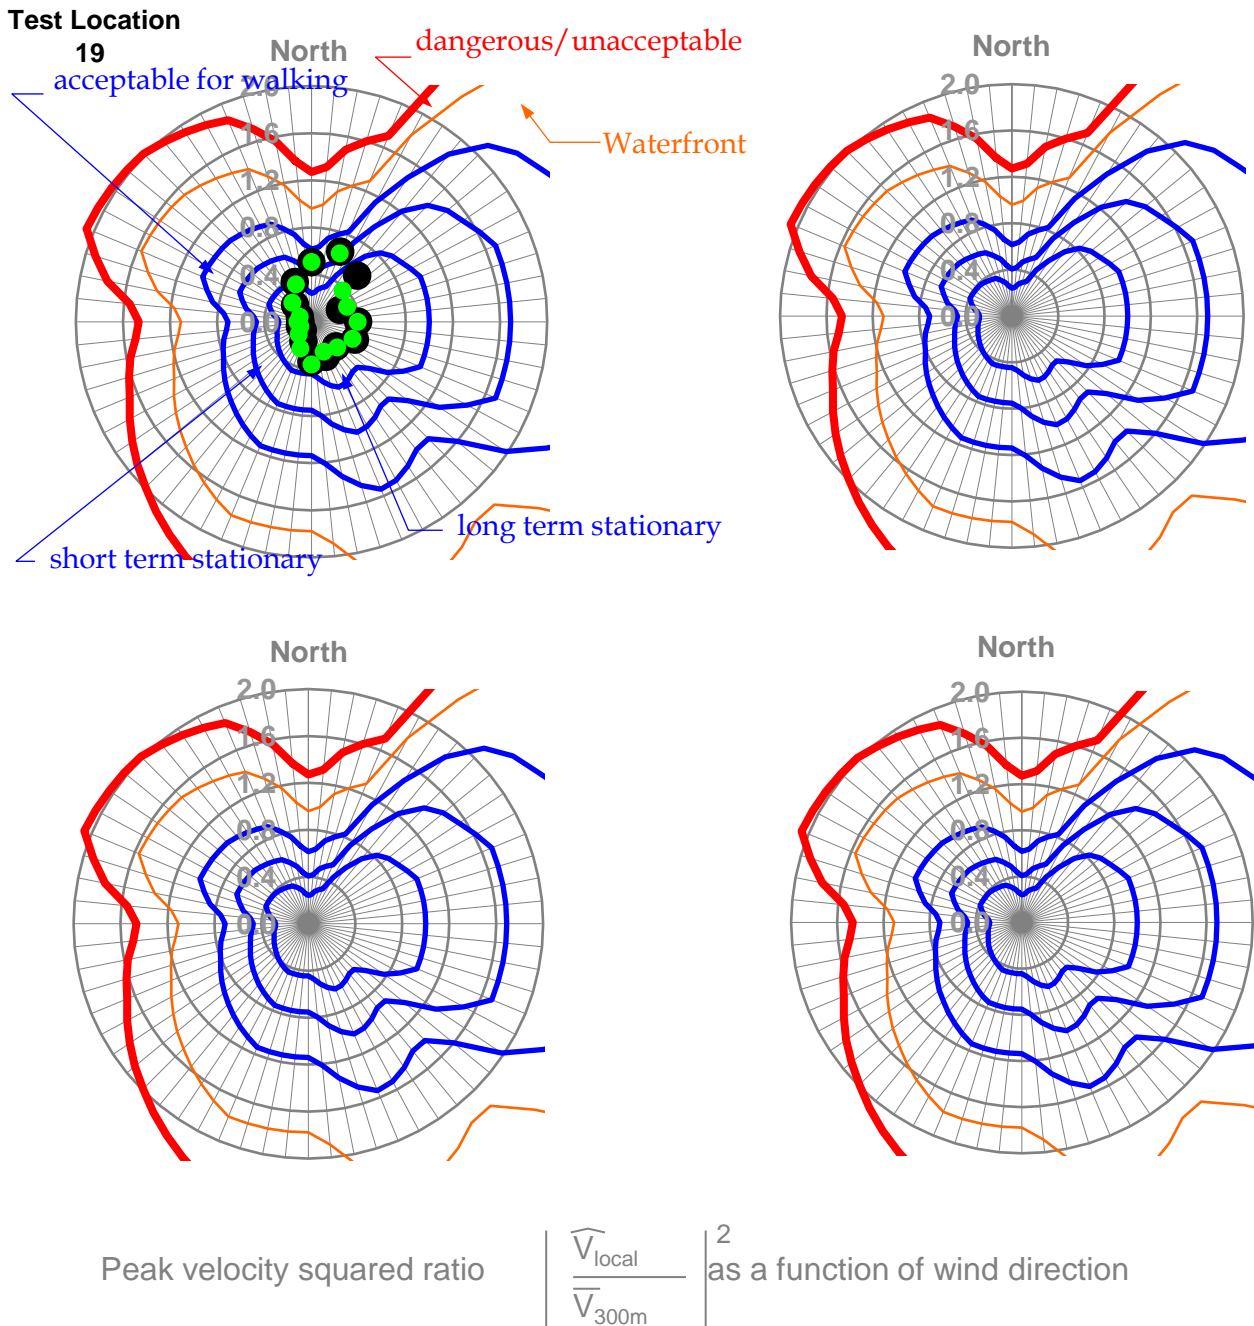 Test Location
19
North
dangerous/unacceptable
acceptable for walking
Waterfront
2.0
1.6
1.2
0.8
0.4
0.0
long term stationary
short term stationary
North
2.0
1.6
1.2
0.8
0.4
0.0
North
2.0
1.6
1.2
0.8
0.4
0.0
North
2.0
1.6
1.2
0.8
0.4
0.0
Peak velocity squared ratio | V̂local / V̅300m |² as a function of wind direction